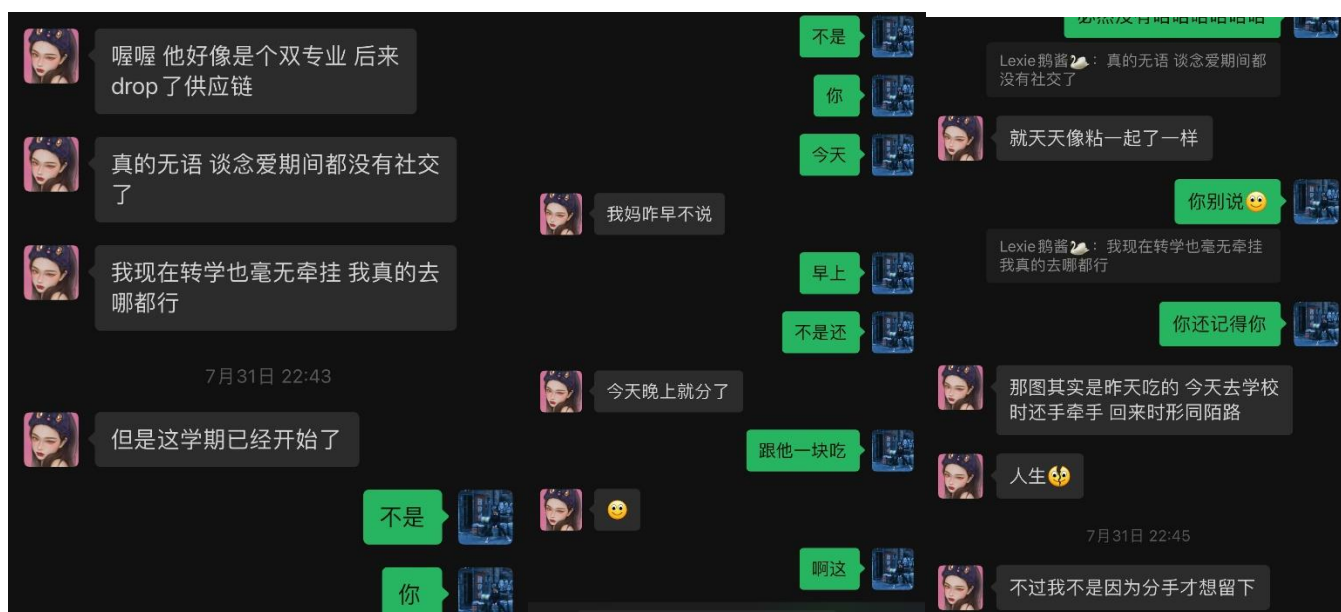 喔喔 他好像是个双专业 后来
drop了供应链
真的无语 谈念爱期间都没有社交
了
我现在转学也毫无牵挂 我真的去
哪都行
7月31日 22:43
但是这学期已经开始了
不是
你
不是
你
今天
我妈咋早不说
早上
不是还
今天晚上就分了
跟他一块吃
啊这
必然没有哈哈哈哈哈哈
Lexie鹅酱🦢：真的无语 谈念爱期间都
没有社交了
就天天像粘一起了一样
你别说🙂
Lexie鹅酱🦢：我现在转学也毫无牵挂
我真的去哪都行
你还记得你
那图其实是昨天吃的 今天去学校
时还手牵手 回来时形同陌路
人生
7月31日 22:45
不过我不是因为分手才想留下